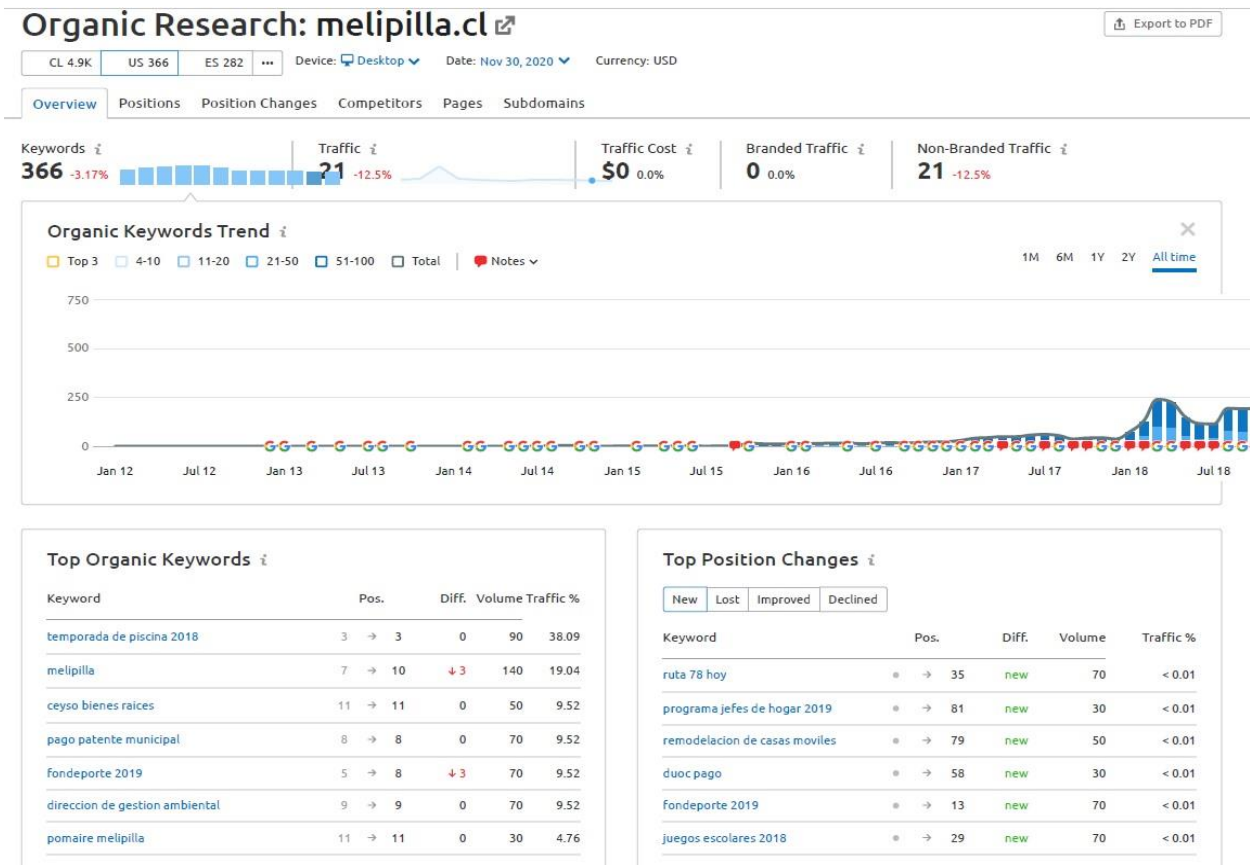 Organic Research: melipilla.cl
Export to PDF
CL 4.9K US 366 ES 282 ... Device: Desktop Date: Nov 30, 2020 Currency: USD
Overview Positions Position Changes Competitors Pages Subdomains
Keywords i Traffic i Traffic Cost i Branded Traffic i Non-Branded Traffic i
366 -3.17% 21 -12.5% $0 0.0% 0 0.0% 21 -12.5%
Organic Keywords Trend i
Top 3 4-10 11-20 21-50 51-100 Total Notes 1M 6M 1Y 2Y All time
750
500
250
0
Jan 12 Jul 12 Jan 13 Jul 13 Jan 14 Jul 14 Jan 15 Jul 15 Jan 16 Jul 16 Jan 17 Jul 17 Jan 18 Jul 18
Top Organic Keywords i
Keyword Pos. Diff. Volume Traffic %
temporada de piscina 2018 3 → 3 0 90 38.09
melipilla 7 → 10 ↓ 3 140 19.04
ceyso bienes raices 11 → 11 0 50 9.52
pago patente municipal 8 → 8 0 70 9.52
fondeporte 2019 5 → 8 ↓ 3 70 9.52
direccion de gestion ambiental 9 → 9 0 70 9.52
pomaire melipilla 11 → 11 0 30 4.76
Top Position Changes i
New Lost Improved Declined
Keyword Pos. Diff. Volume Traffic %
ruta 78 hoy • → 35 new 70 < 0.01
programa jefes de hogar 2019 • → 81 new 30 < 0.01
remodelacion de casas moviles • → 79 new 50 < 0.01
duoc pago • → 58 new 30 < 0.01
fondeporte 2019 • → 13 new 70 < 0.01
juegos escolares 2018 • → 29 new 70 < 0.01